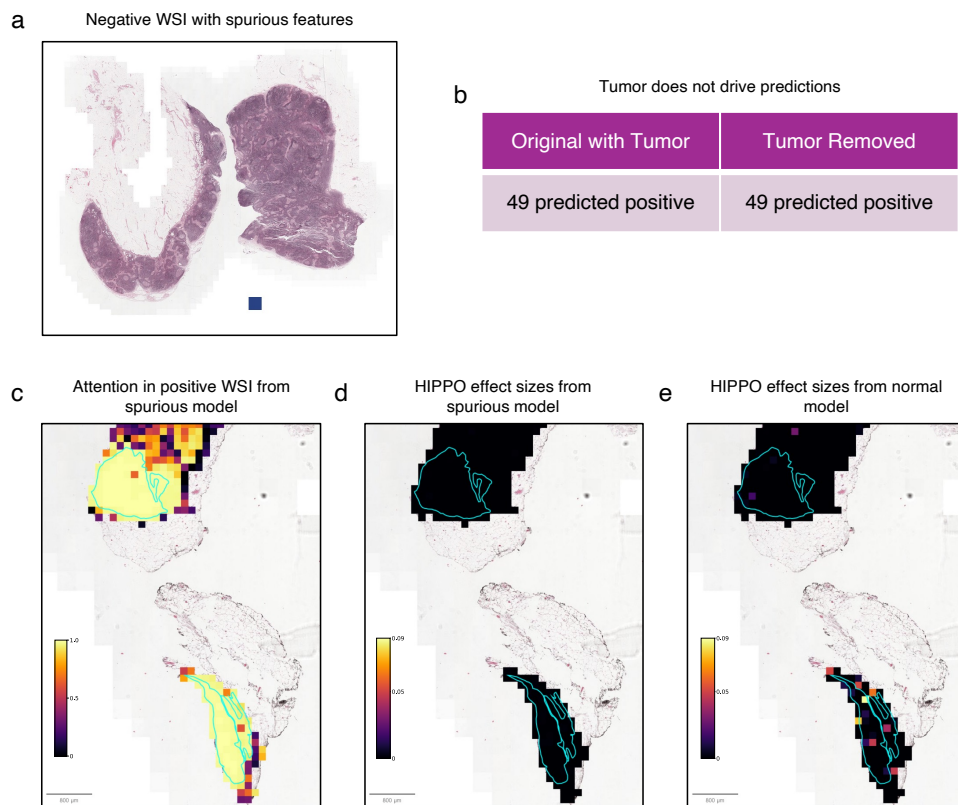 a
Negative WSI with spurious features
b
Tumor does not drive predictions
Original with Tumor
Tumor Removed
49 predicted positive
49 predicted positive
c
Attention in positive WSI from
spurious model
1.0
0.5
0
800 µm
d
HIPPO effect sizes from
spurious model
0.09
0.05
0
800 µm
e
HIPPO effect sizes from normal
model
0.09
0.05
0
800 µm